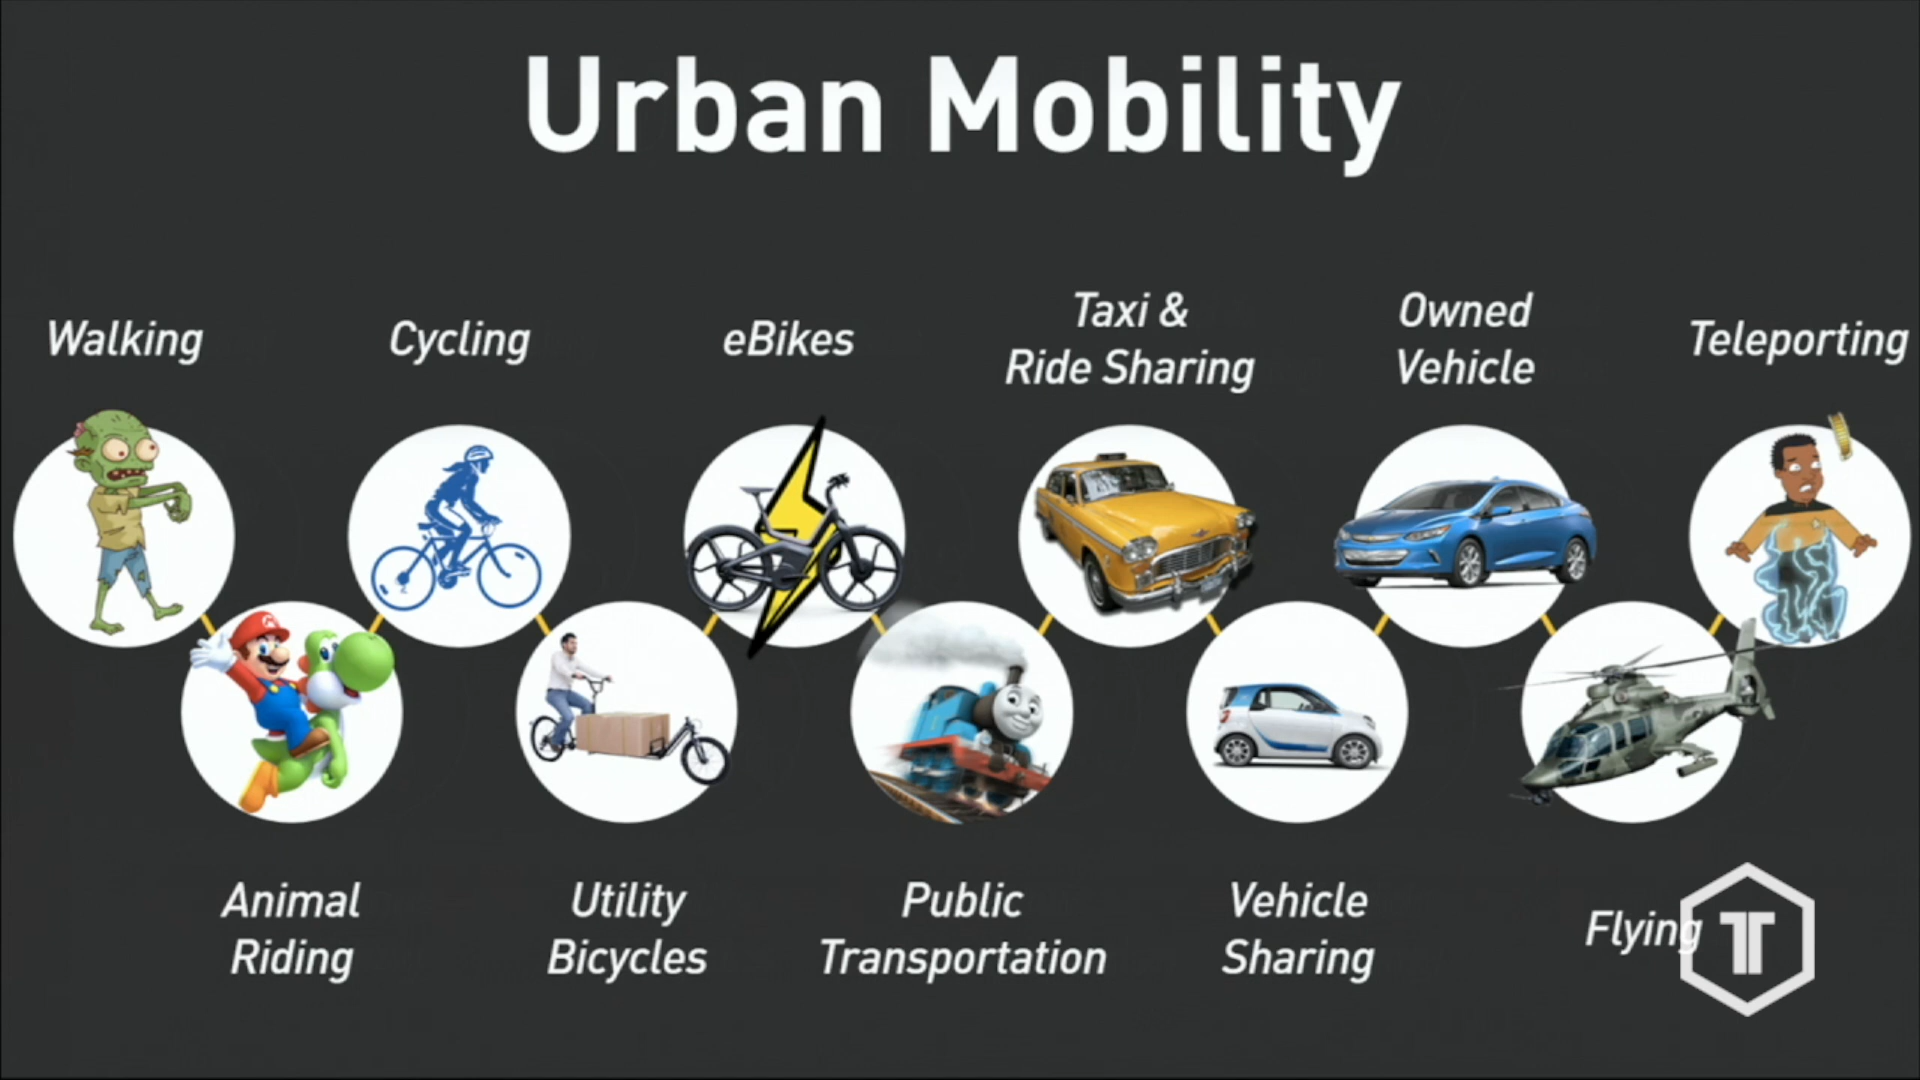 Urban Mobility
Walking
Cycling
eBikes
Taxi &
Ride Sharing
Owned
Vehicle
Teleporting
Animal
Riding
Utility
Bicycles
Public
Transportation
Vehicle
Sharing
Flying